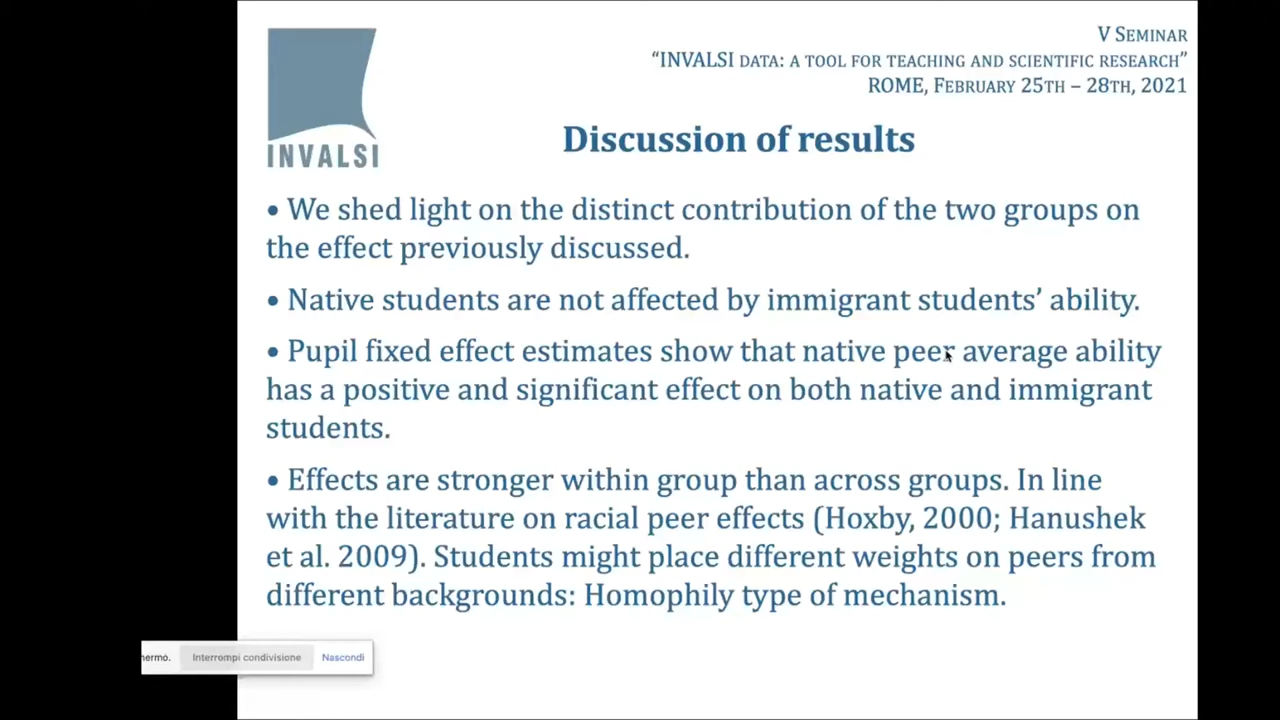 V SEMINAR
“INVALSI DATA: A TOOL FOR TEACHING AND SCIENTIFIC RESEARCH”
ROME, FEBRUARY 25TH – 28TH, 2021
INVALSI
Discussion of results
• We shed light on the distinct contribution of the two groups on
the effect previously discussed.
• Native students are not affected by immigrant students’ ability.
• Pupil fixed effect estimates show that native peer average ability
has a positive and significant effect on both native and immigrant
students.
• Effects are stronger within group than across groups. In line
with the literature on racial peer effects (Hoxby, 2000; Hanushek
et al. 2009). Students might place different weights on peers from
different backgrounds: Homophily type of mechanism.
hermo. Interrompi condivisione Nascondi